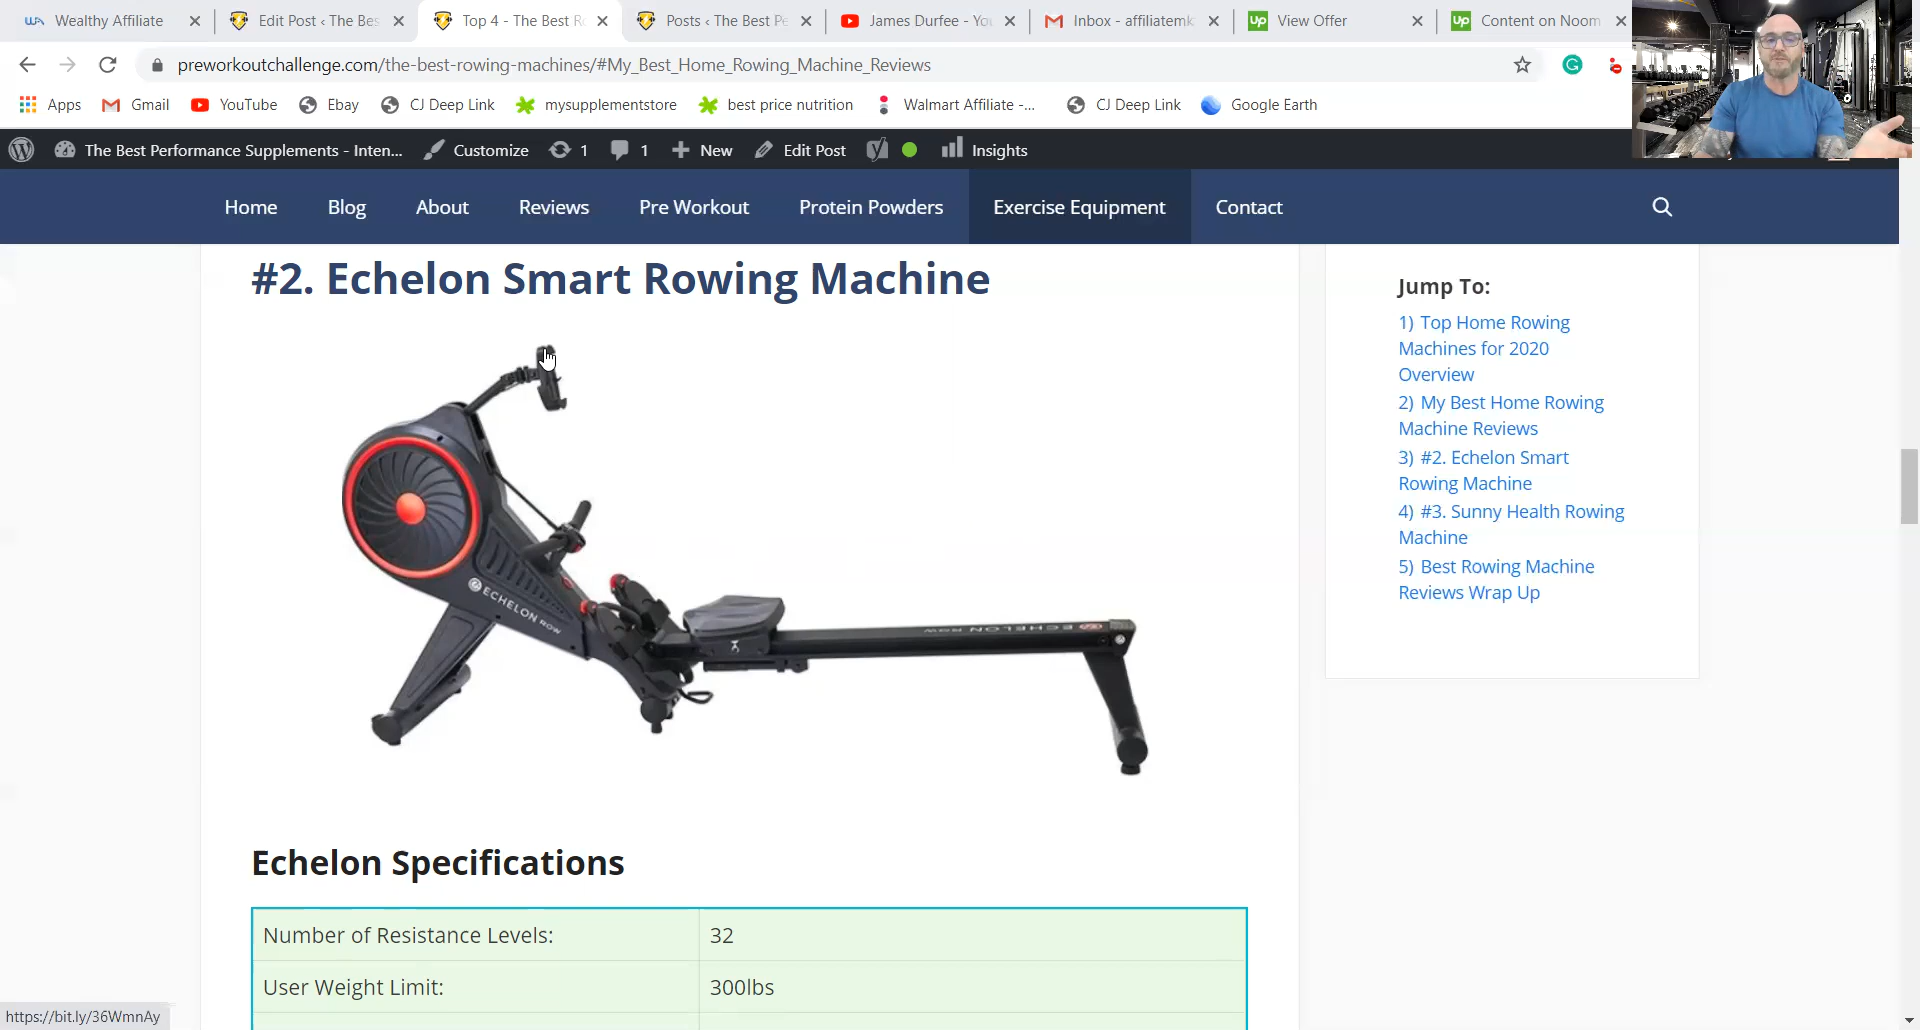 Wealthy Affiliate
Edit Post ‹ The Bes
Top 4 - The Best Ro
Posts ‹ The Best Pe
James Durfee - You
Inbox - affiliatemk
Up View Offer
Up Content on Noom
preworkoutchallenge.com/the-best-rowing-machines/#My_Best_Home_Rowing_Machine_Reviews
Apps
Gmail
YouTube
Ebay
CJ Deep Link
mysupplementstore
best price nutrition
Walmart Affiliate -...
CJ Deep Link
Google Earth
The Best Performance Supplements - Inten...
Customize
1
1
New
Edit Post
Insights
Home
Blog
About
Reviews
Pre Workout
Protein Powders
Exercise Equipment
Contact
#2. Echelon Smart Rowing Machine
ECHELON ROW
ECHELON ROW
Echelon Specifications
Number of Resistance Levels: 32
User Weight Limit: 300lbs
Jump To:
1) Top Home Rowing
Machines for 2020
Overview
2) My Best Home Rowing
Machine Reviews
3) #2. Echelon Smart
Rowing Machine
4) #3. Sunny Health Rowing
Machine
5) Best Rowing Machine
Reviews Wrap Up
https://bit.ly/36WmnAy